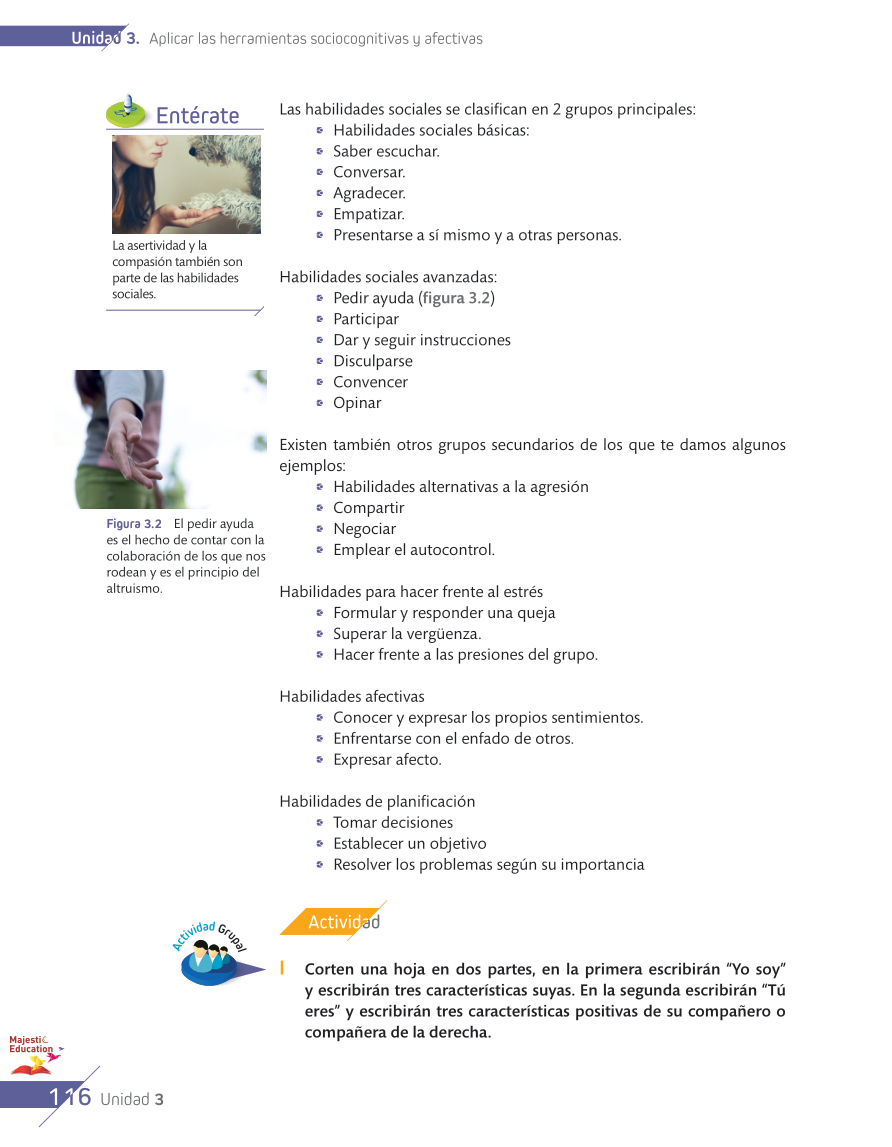 Unidad 3. Aplicar las herramientas sociocognitivas y afectivas
Entérate
La asertividad y la
compasión también son
parte de las habilidades
sociales.
Figura 3.2 El pedir ayuda
es el hecho de contar con la
colaboración de los que nos
rodean y es el principio del
altruismo.
Las habilidades sociales se clasifican en 2 grupos principales:
Habilidades sociales básicas:
Saber escuchar.
Conversar.
Agradecer.
Empatizar.
Presentarse a sí mismo y a otras personas.
Habilidades sociales avanzadas:
Pedir ayuda (figura 3.2)
Participar
Dar y seguir instrucciones
Disculparse
Convencer
Opinar
Existen también otros grupos secundarios de los que te damos algunos
ejemplos:
Habilidades alternativas a la agresión
Compartir
Negociar
Emplear el autocontrol.
Habilidades para hacer frente al estrés
Formular y responder una queja
Superar la vergüenza.
Hacer frente a las presiones del grupo.
Habilidades afectivas
Conocer y expresar los propios sentimientos.
Enfrentarse con el enfado de otros.
Expresar afecto.
Habilidades de planificación
Tomar decisiones
Establecer un objetivo
Resolver los problemas según su importancia
Actividad Grupal
Actividad
Corten una hoja en dos partes, en la primera escribirán “Yo soy”
y escribirán tres características suyas. En la segunda escribirán “Tú
eres” y escribirán tres características positivas de su compañero o
compañera de la derecha.
Majestic
Education
116 Unidad 3